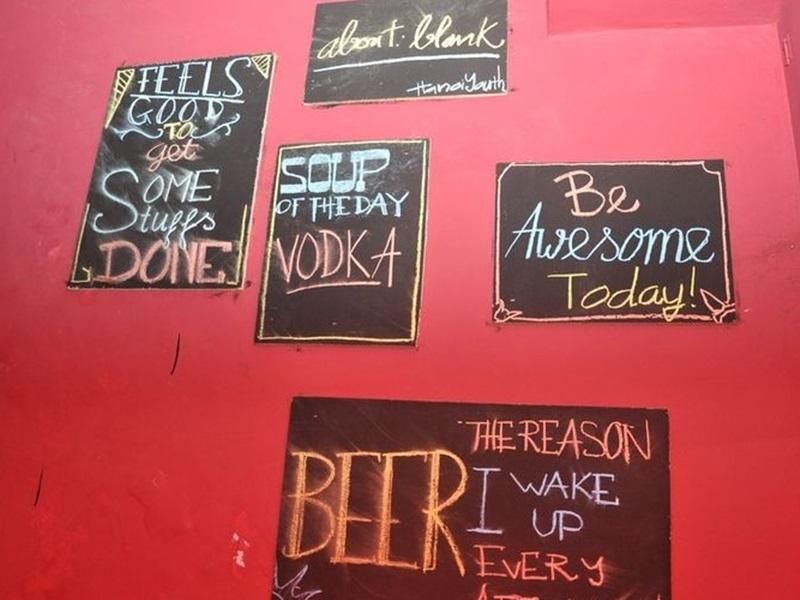 about: blank
HanoiYouth
FEELS
GOOD
TO
get
SOME
Stuffs
DONE
SOUP
OF THE DAY
VODKA
Be
Awesome
Today!
BEER
THE REASON
I WAKE
UP
EVERY